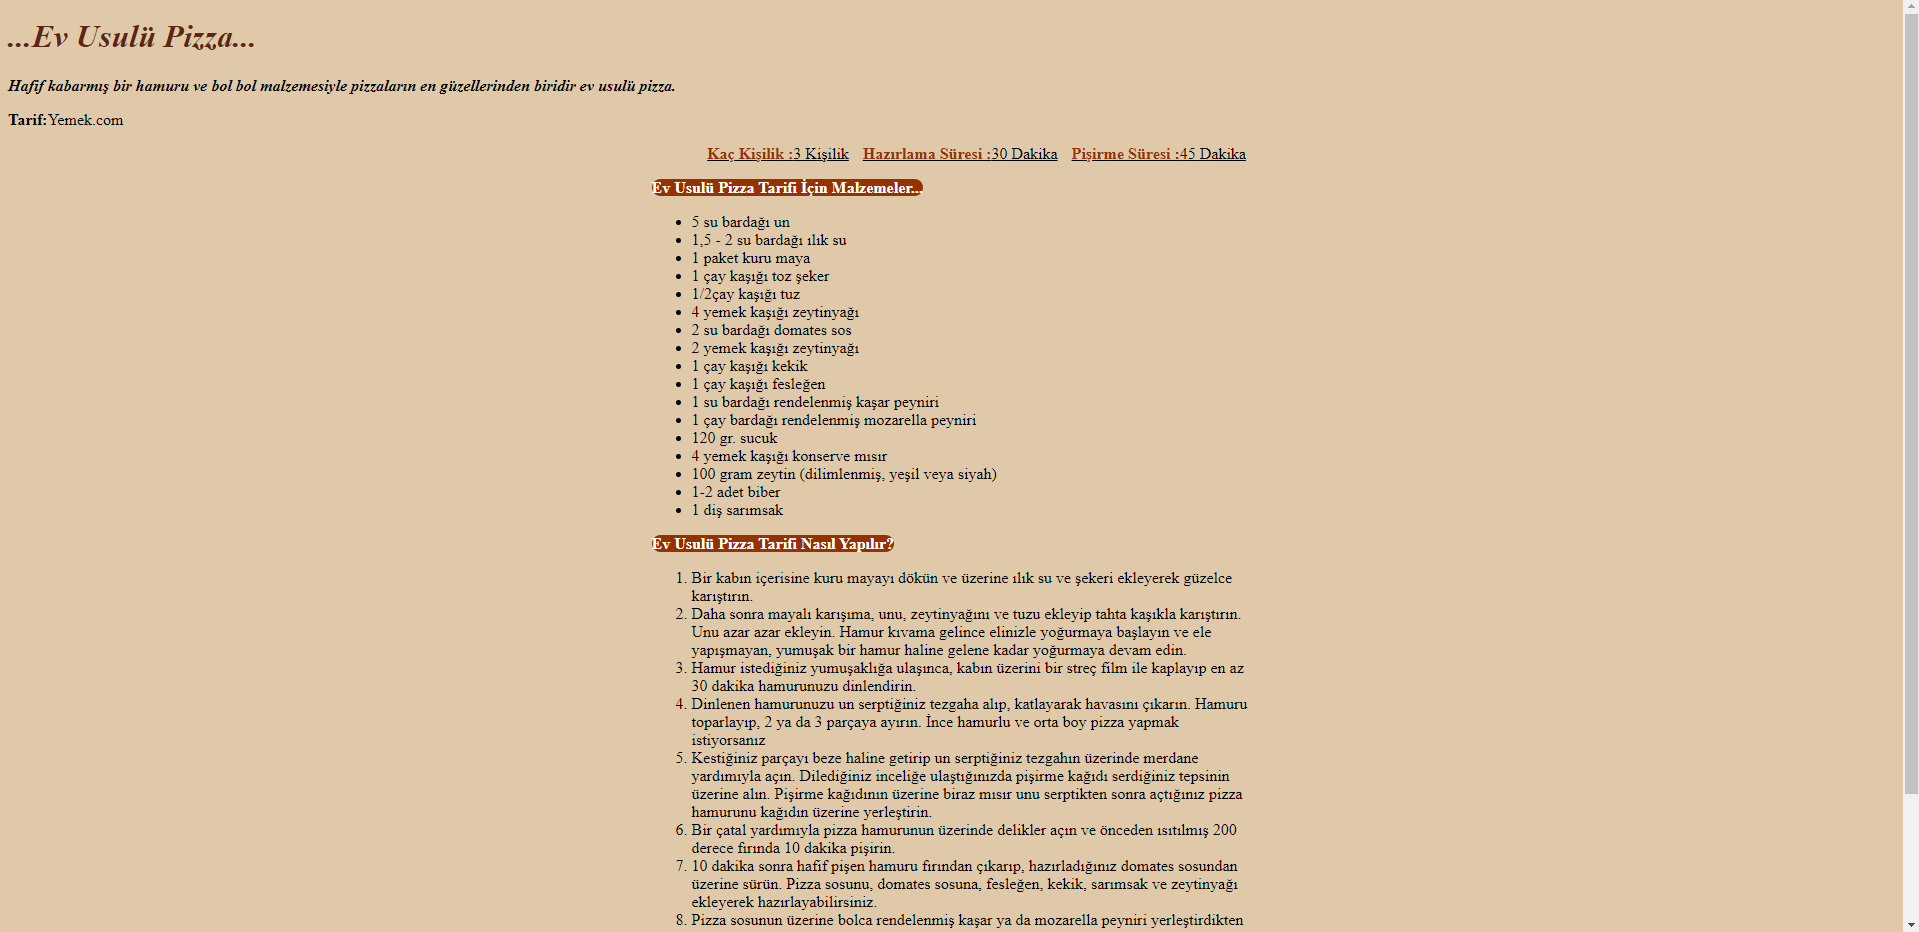 ...Ev Usulü Pizza...
Hafif kabarmış bir hamuru ve bol bol malzemesiyle pizzaların en güzellerinden biridir ev usulü pizza.
Tarif:Yemek.com
Kaç Kişilik :3 Kişilik Hazırlama Süresi :30 Dakika Pişirme Süresi :45 Dakika
Ev Usulü Pizza Tarifi İçin Malzemeler...
• 5 su bardağı un
• 1,5 - 2 su bardağı ılık su
• 1 paket kuru maya
• 1 çay kaşığı toz şeker
• 1/2çay kaşığı tuz
• 4 yemek kaşığı zeytinyağı
• 2 su bardağı domates sos
• 2 yemek kaşığı zeytinyağı
• 1 çay kaşığı kekik
• 1 çay kaşığı fesleğen
• 1 su bardağı rendelenmiş kaşar peyniri
• 1 çay bardağı rendelenmiş mozarella peyniri
• 120 gr. sucuk
• 4 yemek kaşığı konserve mısır
• 100 gram zeytin (dilimlenmiş, yeşil veya siyah)
• 1-2 adet biber
• 1 diş sarımsak
Ev Usulü Pizza Tarifi Nasıl Yapılır?
1. Bir kabın içerisine kuru mayayı dökün ve üzerine ılık su ve şekeri ekleyerek güzelce
karıştırın.
2. Daha sonra mayalı karışıma, unu, zeytinyağını ve tuzu ekleyip tahta kaşıkla karıştırın.
Unu azar azar ekleyin. Hamur kıvama gelince elinizle yoğurmaya başlayın ve ele
yapışmayan, yumuşak bir hamur haline gelene kadar yoğurmaya devam edin.
3. Hamur istediğiniz yumuşaklığa ulaşınca, kabın üzerini bir streç film ile kaplayıp en az
30 dakika hamurunuzu dinlendirin.
4. Dinlenen hamurunuzu un serptiğiniz tezgaha alıp, katlayarak havasını çıkarın. Hamuru
toparlayıp, 2 ya da 3 parçaya ayırın. İnce hamurlu ve orta boy pizza yapmak
istiyorsanız
5. Kestiğiniz parçayı beze haline getirip un serptiğiniz tezgahın üzerinde merdane
yardımıyla açın. Dilediğiniz inceliğe ulaştığınızda pişirme kağıdı serdiğiniz tepsinin
üzerine alın. Pişirme kağıdının üzerine biraz mısır unu serptikten sonra açtığınız pizza
hamurunu kağıdın üzerine yerleştirin.
6. Bir çatal yardımıyla pizza hamurunun üzerinde delikler açın ve önceden ısıtılmış 200
derece fırında 10 dakika pişirin.
7. 10 dakika sonra hafif pişen hamuru fırından çıkarıp, hazırladığınız domates sosundan
üzerine sürün. Pizza sosunu, domates sosuna, fesleğen, kekik, sarımsak ve zeytinyağı
ekleyerek hazırlayabilirsiniz.
8. Pizza sosunun üzerine bolca rendelenmiş kaşar ya da mozarella peyniri yerleştirdikten